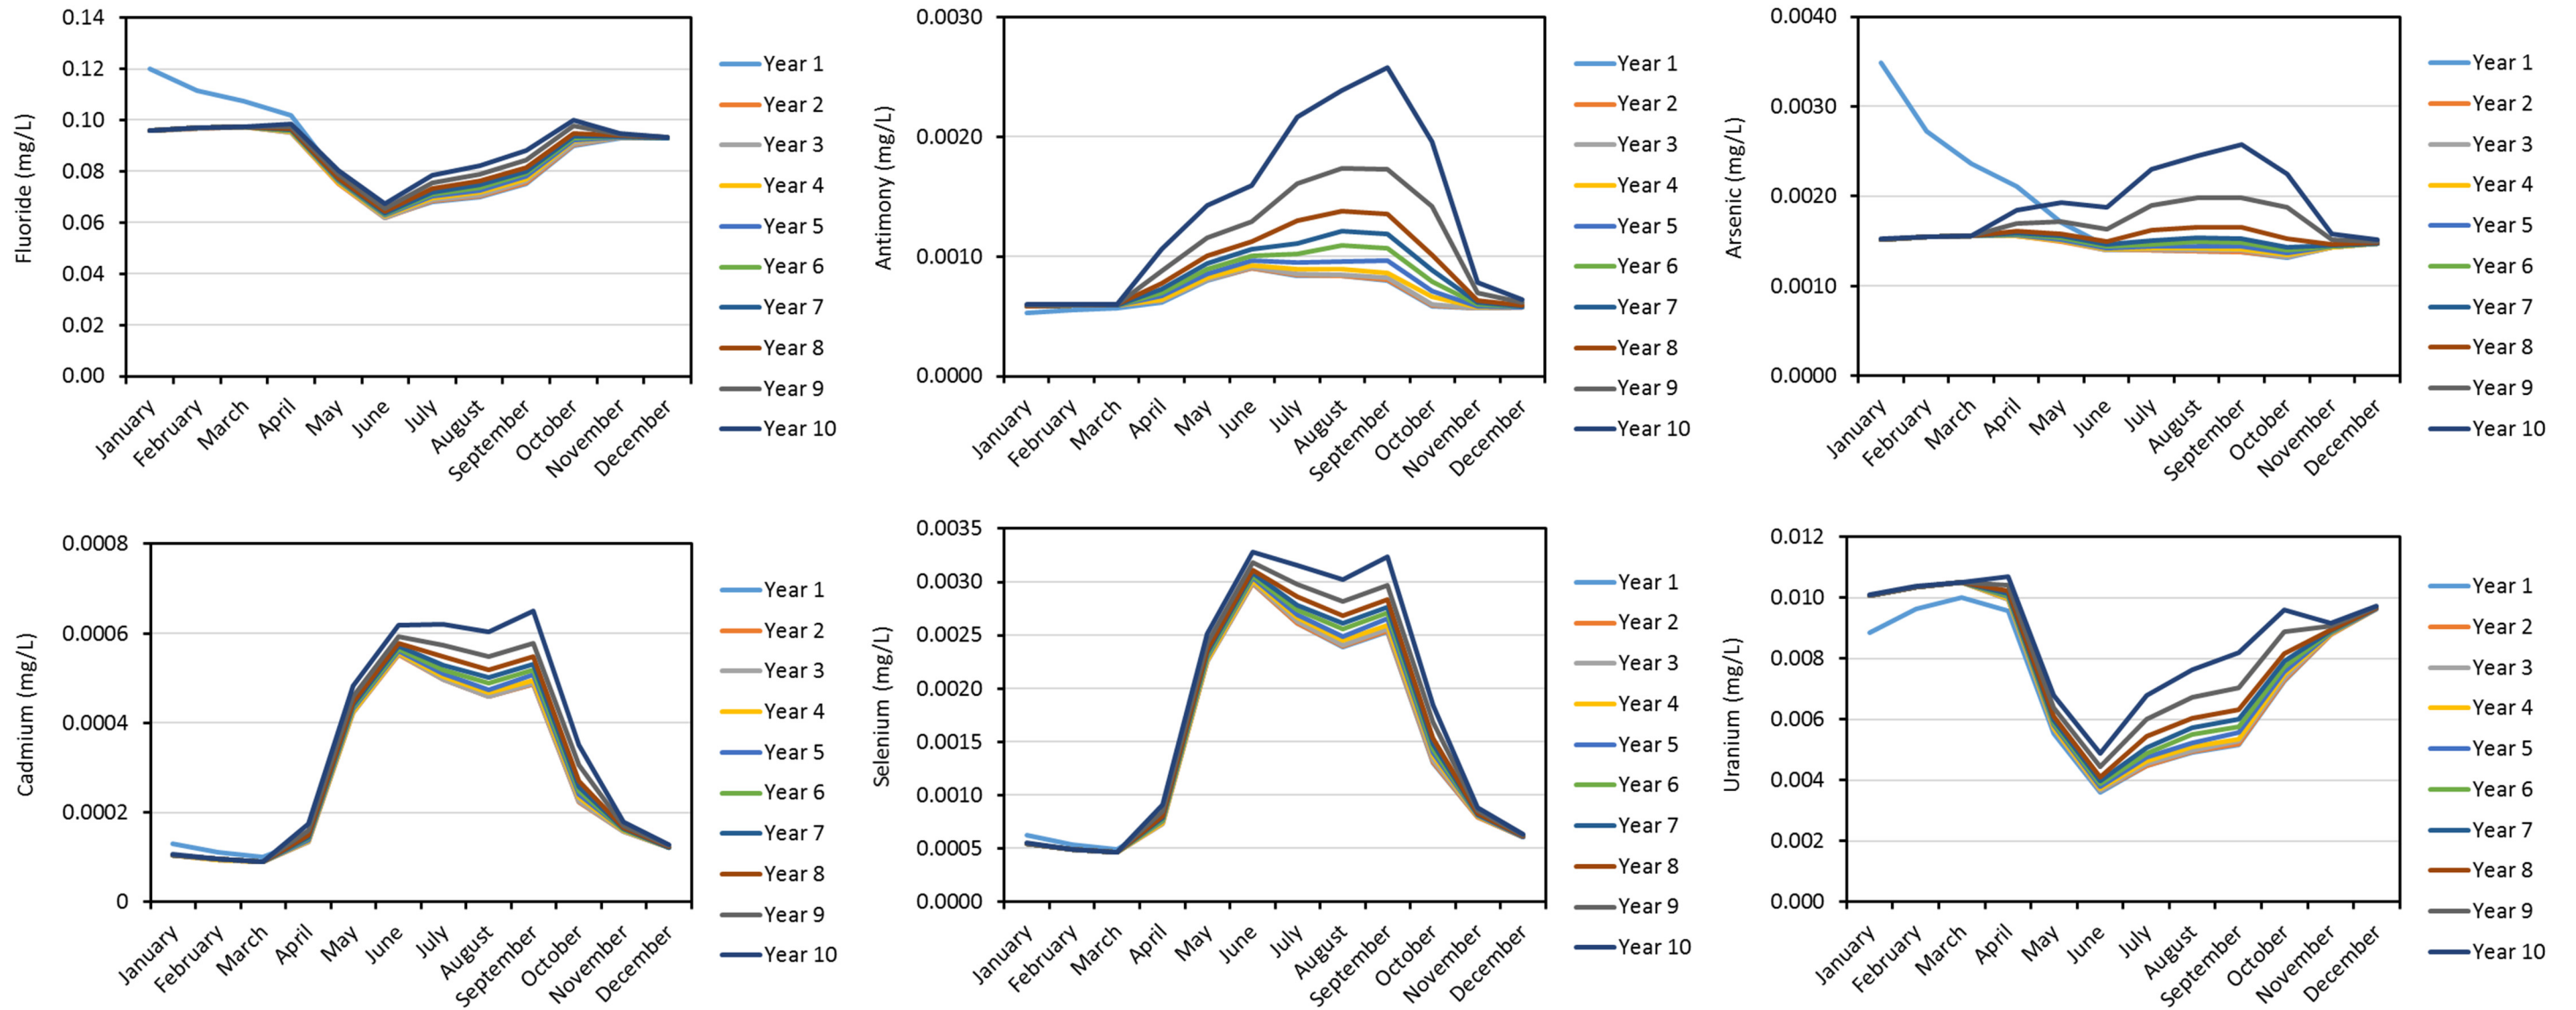 Fluoride (mg/L)
0.14
0.12
0.10
0.08
0.06
0.04
0.02
0.00
January
February
March
April
May
June
July
August
September
October
November
December
Year 1
Year 2
Year 3
Year 4
Year 5
Year 6
Year 7
Year 8
Year 9
Year 10
Antimony (mg/L)
0.0030
0.0020
0.0010
0.0000
January
February
March
April
May
June
July
August
September
October
November
December
Year 1
Year 2
Year 3
Year 4
Year 5
Year 6
Year 7
Year 8
Year 9
Year 10
Arsenic (mg/L)
0.0040
0.0030
0.0020
0.0010
0.0000
January
February
March
April
May
June
July
August
September
October
November
December
Year 1
Year 2
Year 3
Year 4
Year 5
Year 6
Year 7
Year 8
Year 9
Year 10
Cadmium (mg/L)
0.0008
0.0006
0.0004
0.0002
0
January
February
March
April
May
June
July
August
September
October
November
December
Year 1
Year 2
Year 3
Year 4
Year 5
Year 6
Year 7
Year 8
Year 9
Year 10
Selenium (mg/L)
0.0035
0.0030
0.0025
0.0020
0.0015
0.0010
0.0005
0.0000
January
February
March
April
May
June
July
August
September
October
November
December
Year 1
Year 2
Year 3
Year 4
Year 5
Year 6
Year 7
Year 8
Year 9
Year 10
Uranium (mg/L)
0.012
0.010
0.008
0.006
0.004
0.002
0.000
January
February
March
April
May
June
July
August
September
October
November
December
Year 1
Year 2
Year 3
Year 4
Year 5
Year 6
Year 7
Year 8
Year 9
Year 10